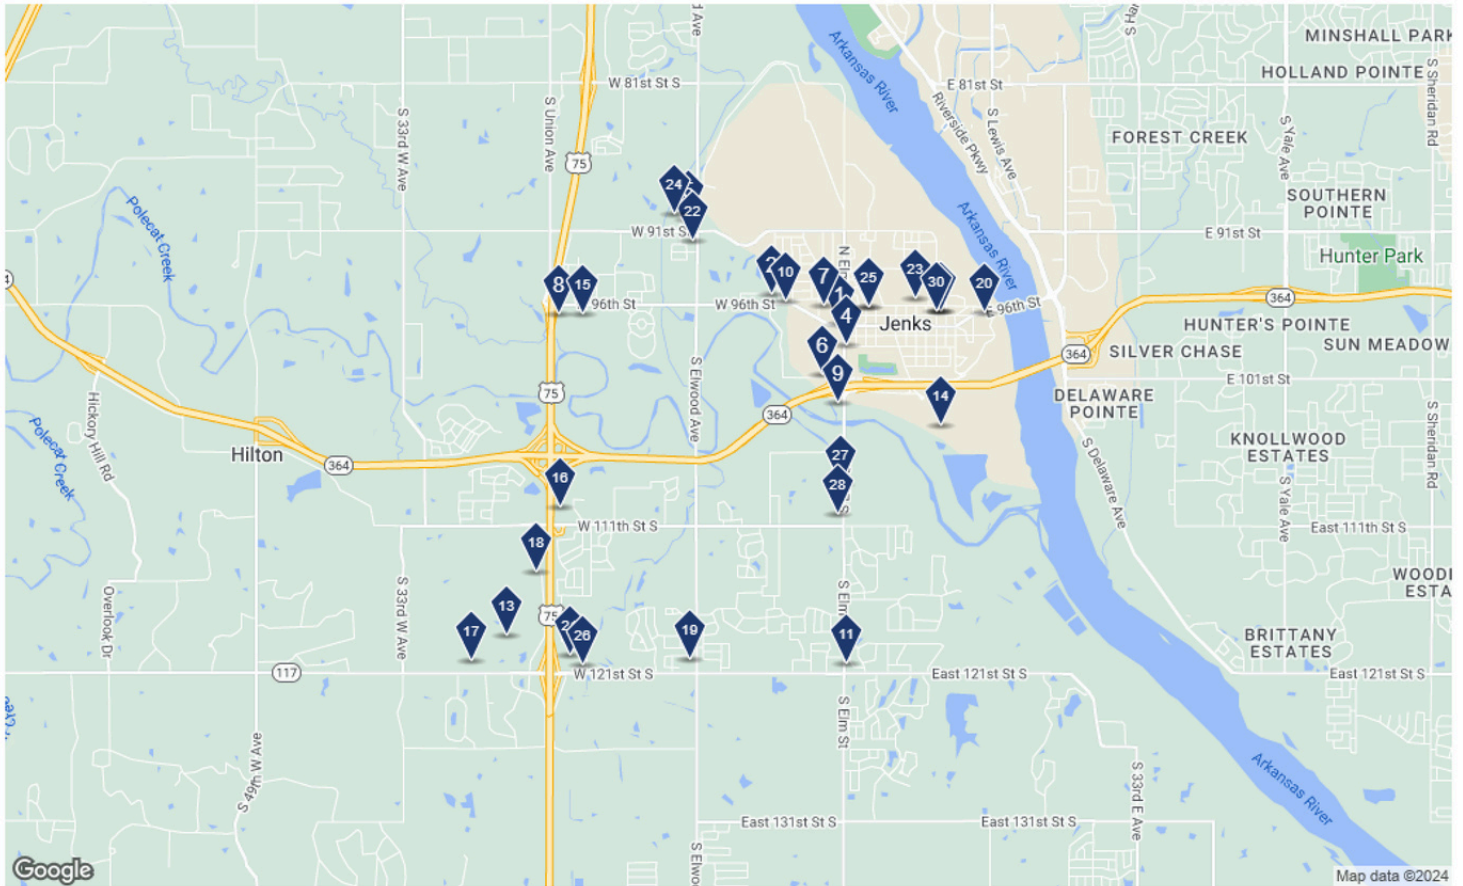 MINSHALL PARK
HOLLAND POINTE
S Sheridan Rd
Arkansas River
W 81st St S
E 81st St
Riverside Pkwy
S Lewis Ave
S Union Ave
S 33rd W Ave
75
FOREST CREEK
S Yale Ave
SOUTHERN
POINTE
24
22
Polecat Creek
Arkansas River
W 91st S
E 91st St
Hunter Park
8
15
10
7
1
25
23
30
20
96th St
W 96th St
E 96th St
364
4
Jenks
HUNTER'S POINTE
SUN MEADOW
6
364
SILVER CHASE
9
E 101st St
S Elwood Ave
75
14
DELAWARE
POINTE
Hickory Hill Rd
364
S Sheridan Rd
Polecat Creek
Hilton
364
27
KNOLLWOOD
ESTATES
S Delaware Ave
16
28
S Yale Ave
W 111th St S
East 111th St S
18
S 33rd W Ave
Overlook Dr
13
75
17
26
19
11
S Elm
BRITTANY
ESTATES
117
W 121st St S
East 121st St S
East 121st St S
S 49th W Ave
S Elm St
Arkansas River
S 33rd E Ave
East 131st St S
East 131st St S
Google
Map data ©2024